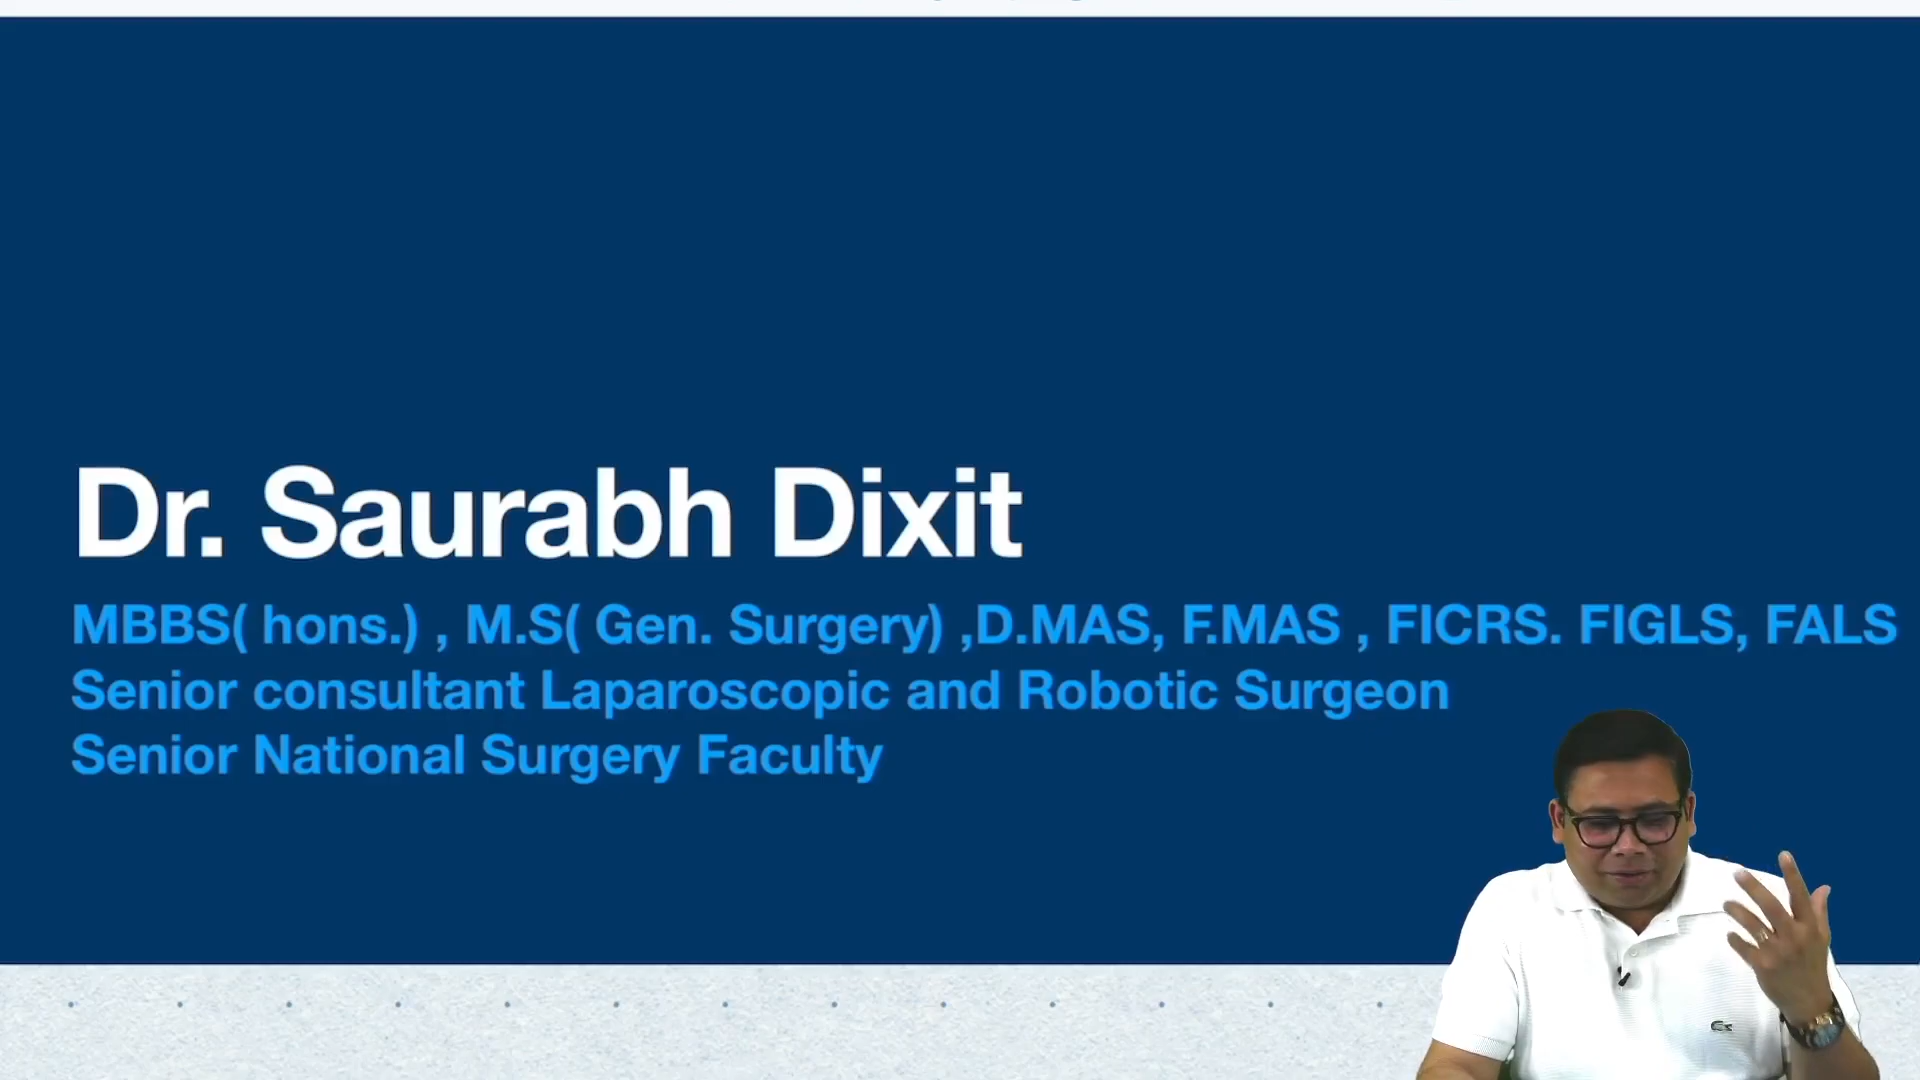 Dr. Saurabh Dixit
MBBS( hons.) , M.S( Gen. Surgery) ,D.MAS, F.MAS , FICRS. FIGLS, FALS
Senior consultant Laparoscopic and Robotic Surgeon
Senior National Surgery Faculty